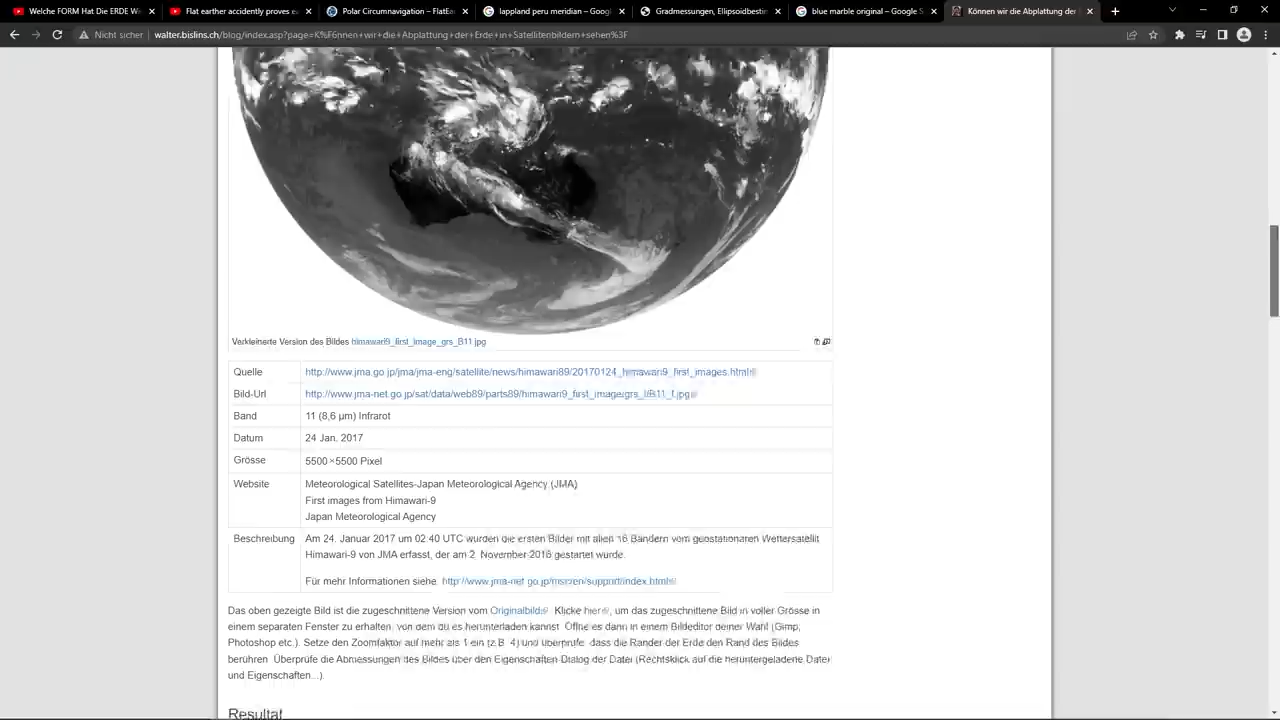 Welche FORM Hat Die ERDE W
Flat earther accidently proves e
Polar Circumnavigation – FlatEa
lappland peru meridian – Googl
Gradmessungen, Ellipsoidbestin
blue marble original – Google S
Können wir die Abplattung der
Nicht sicher walter.bislins.ch/blog/index.asp?page=K%F6nnen+wir+die+Abplattung+der+Erde+in+Satellitenbildern+sehen%3F
Verkleinerte Version des Bildes himawari9_first_image_grs_B11.jpg
Quelle http://www.jma.go.jp/jma/jma-eng/satellite/news/himawari89/20170124_himawari9_first_images.html
Bild-Url http://www.jma-net.go.jp/sat/data/web89/parts89/himawari9_first_image/grs_l/B11_l.jpg
Band 11 (8,6 µm) Infrarot
Datum 24 Jan. 2017
Grösse 5500×5500 Pixel
Website Meteorological Satellites-Japan Meteorological Agency (JMA)
First images from Himawari-9
Japan Meteorological Agency
Beschreibung Am 24. Januar 2017 um 02:40 UTC wurden die ersten Bilder mit allen 16 Bändern vom geostationären Wettersatellit
Himawari-9 von JMA erfasst, der am 2. November 2016 gestartet wurde.
Für mehr Informationen siehe http://www.jma-net.go.jp/msc/en/support/index.html
Das oben gezeigte Bild ist die zugeschnittene Version vom Originalbild. Klicke hier, um das zugeschnittene Bild in voller Grösse in
einem separaten Fenster zu erhalten, von dem du es herunterladen kannst. Öffne es dann in einem Bildeditor deiner Wahl (Gimp,
Photoshop etc.). Setze den Zoomfaktor auf mehr als 1 ein (z.B. 4) und überprüfe, dass die Ränder der Erde den Rand des Bildes
berühren. Überprüfe die Abmessungen des Bildes über den Eigenschaften-Dialog der Datei (Rechtsklick auf die heruntergeladene Datei
und Eigenschaften...).
Resultat